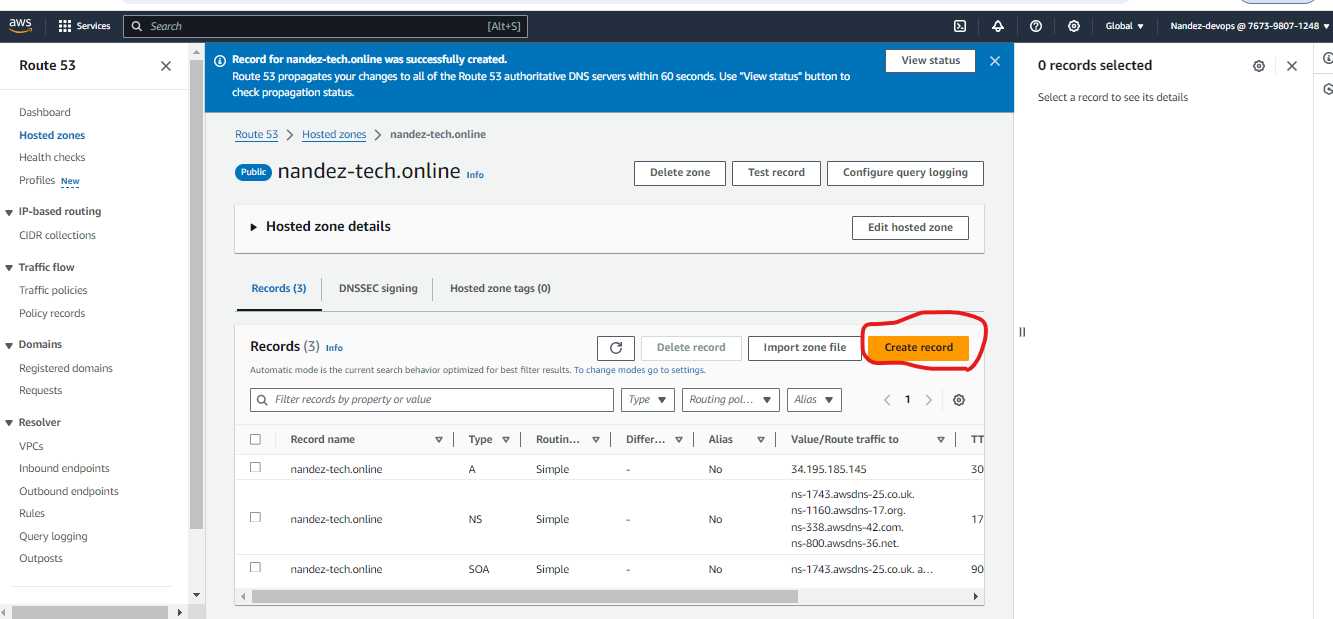 aws Services Search [Alt+S] Global Nandez-devops @ 7673-9807-1248
Route 53
Dashboard
Hosted zones
Health checks
Profiles New
IP-based routing
CIDR collections
Traffic flow
Traffic policies
Policy records
Domains
Registered domains
Requests
Resolver
VPCs
Inbound endpoints
Outbound endpoints
Rules
Query logging
Outposts
Record for nandez-tech.online was successfully created.
Route 53 propagates your changes to all of the Route 53 authoritative DNS servers within 60 seconds. Use "View status" button to
check propagation status.
View status
Route 53 Hosted zones nandez-tech.online
Public nandez-tech.online Info
Delete zone Test record Configure query logging
Hosted zone details Edit hosted zone
Records (3) DNSSEC signing Hosted zone tags (0)
Records (3) Info Delete record Import zone file Create record
Automatic mode is the current search behavior optimized for best filter results. To change modes go to settings.
Filter records by property or value Type Routing pol... Alias 1
Record name Type Routin... Differ... Alias Value/Route traffic to TT
nandez-tech.online A Simple - No 34.195.185.145 30
nandez-tech.online NS Simple - No ns-1743.awsdns-25.co.uk. 17
ns-1160.awsdns-17.org.
ns-338.awsdns-42.com.
ns-800.awsdns-36.net.
nandez-tech.online SOA Simple - No ns-1743.awsdns-25.co.uk. a... 90
0 records selected
Select a record to see its details